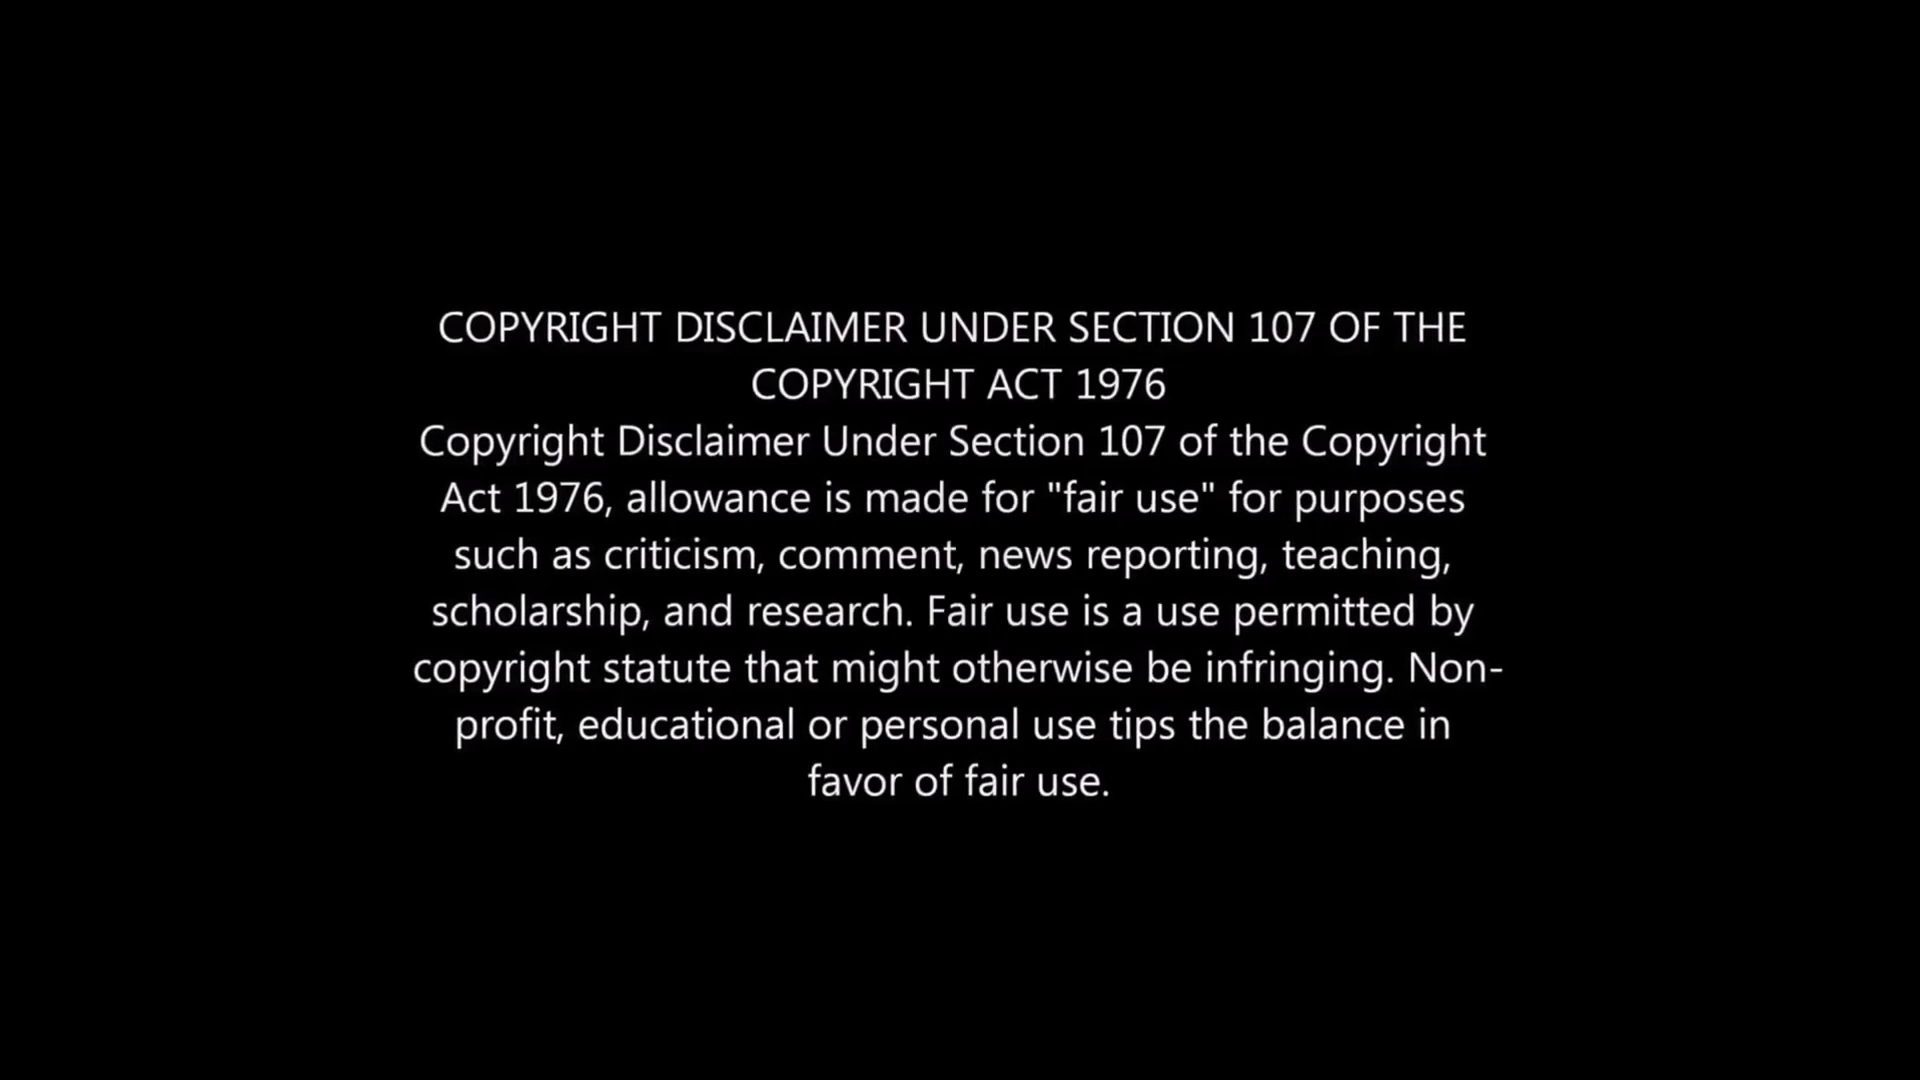 COPYRIGHT DISCLAIMER UNDER SECTION 107 OF THE
COPYRIGHT ACT 1976
Copyright Disclaimer Under Section 107 of the Copyright
Act 1976, allowance is made for "fair use" for purposes
such as criticism, comment, news reporting, teaching,
scholarship, and research. Fair use is a use permitted by
copyright statute that might otherwise be infringing. Non-
profit, educational or personal use tips the balance in
favor of fair use.